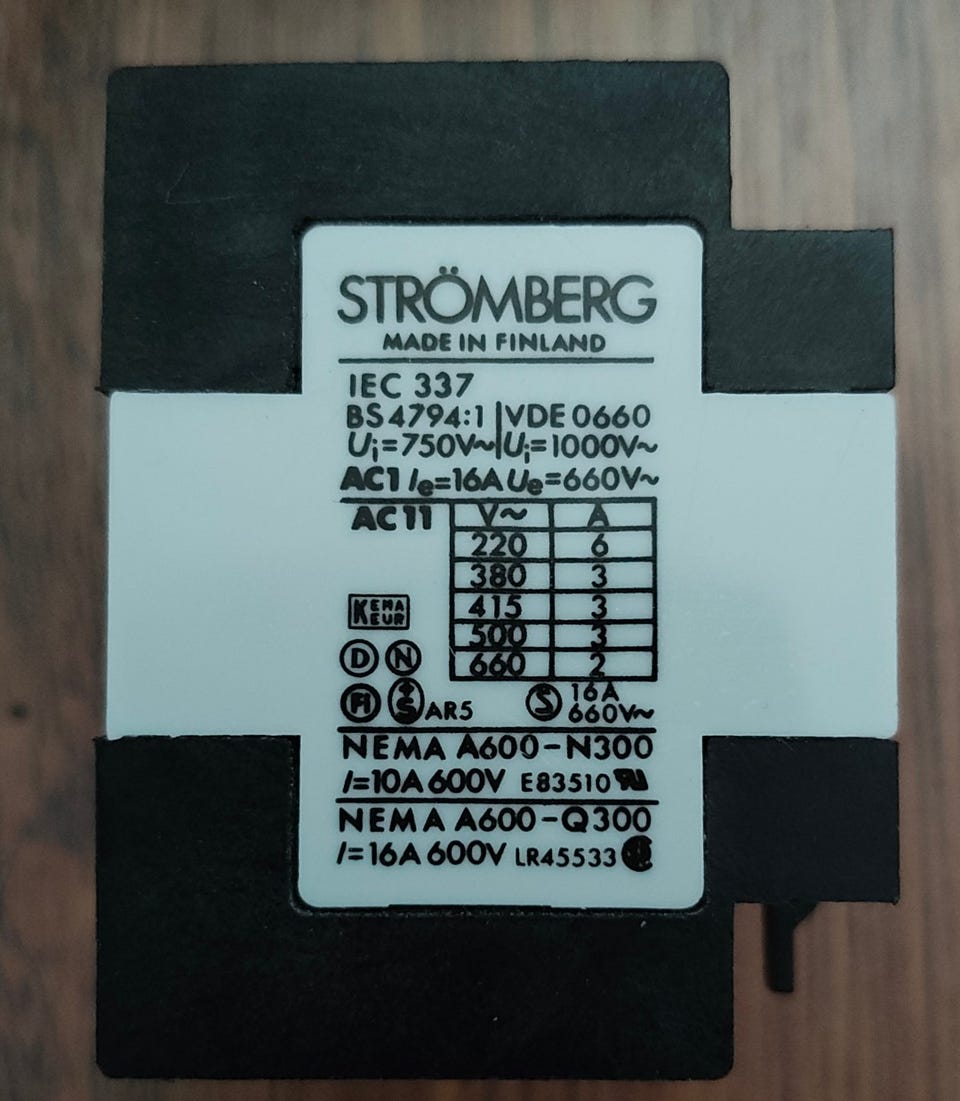 STRÖMBERG
MADE IN FINLAND
IEC 337
BS 4794:1 | VDE 0660
Ui=750V~ | Ui=1000V~
AC1 Ie=16A Ue=660V~
AC11 V~ A
220 6
380 3
415 3
500 3
660 2
KEMA
KEUR
D N
FI +S AR5 S 16A
660V~
NEMA A600-N300
I=10A 600V E83510 UR
NEMA A600-Q300
I=16A 600V LR45533 SA